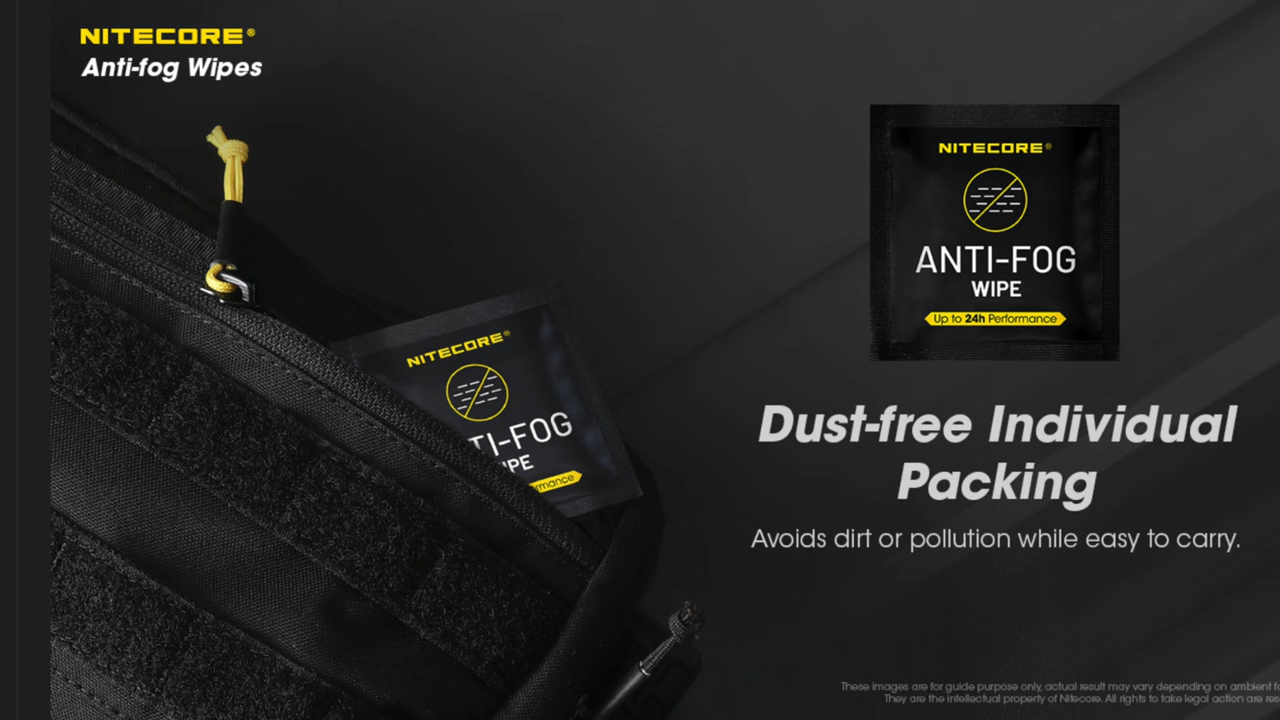 NITECORE®
Anti-fog Wipes
NITECORE®
ANTI-FOG
WIPE
Up to 24h Performance
NITECORE®
TI-FOG
IPE
rmance
Dust-free Individual
Packing
Avoids dirt or pollution while easy to carry.
These images are for guide purpose only, actual result may vary depending on ambient
They are the intellectual property of Nitecore. All rights to take legal action are